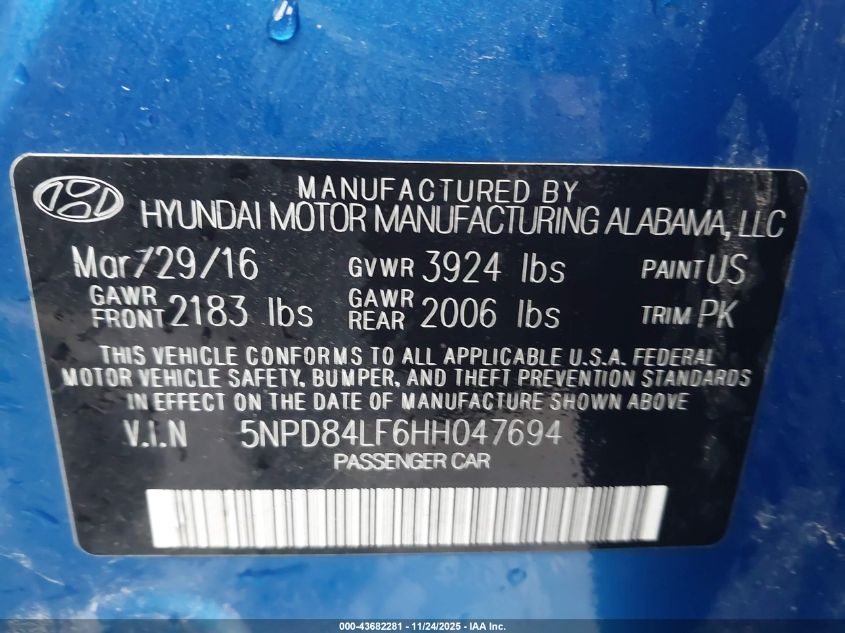 MANUFACTURED BY
HYUNDAI MOTOR MANUFACTURING ALABAMA, LLC
Mar/29/16 GVWR 3924 lbs PAINT US
GAWR FRONT 2183 lbs GAWR REAR 2006 lbs TRIM PK
THIS VEHICLE CONFORMS TO ALL APPLICABLE U.S.A. FEDERAL
MOTOR VEHICLE SAFETY, BUMPER, AND THEFT PREVENTION STANDARDS
IN EFFECT ON THE DATE OF MANUFACTURE SHOWN ABOVE
V.I.N 5NPD84LF6HH047694
PASSENGER CAR
000-43682281 - 11/24/2025 - IAA Inc.